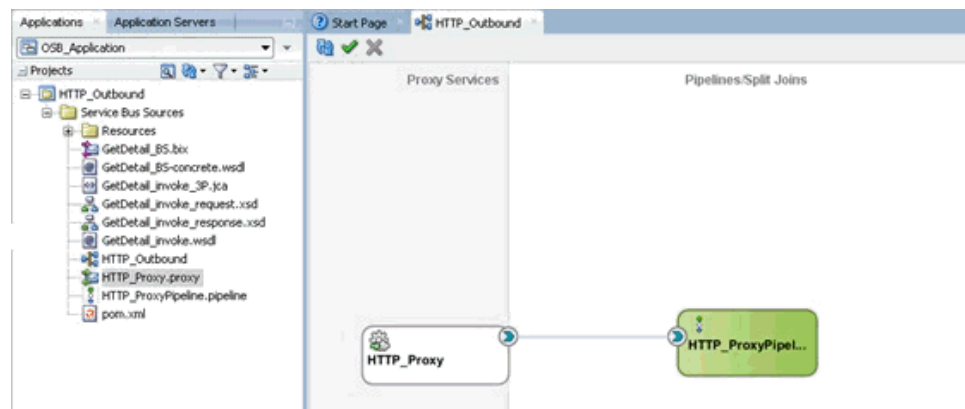 Applications Application Servers
Start Page HTTP_Outbound
OSB_Application
Projects
Proxy Services Pipelines/Split Joins
HTTP_Outbound
Service Bus Sources
Resources
GetDetail_BS.bix
GetDetail_BS-concrete.wsdl
GetDetail_invoke_3P.jca
GetDetail_invoke_request.xsd
GetDetail_invoke_response.xsd
GetDetail_invoke.wsdl
HTTP_Outbound
HTTP_Proxy.proxy
HTTP_ProxyPipeline.pipeline
pom.xml
HTTP_Proxy
HTTP_ProxyPipel...